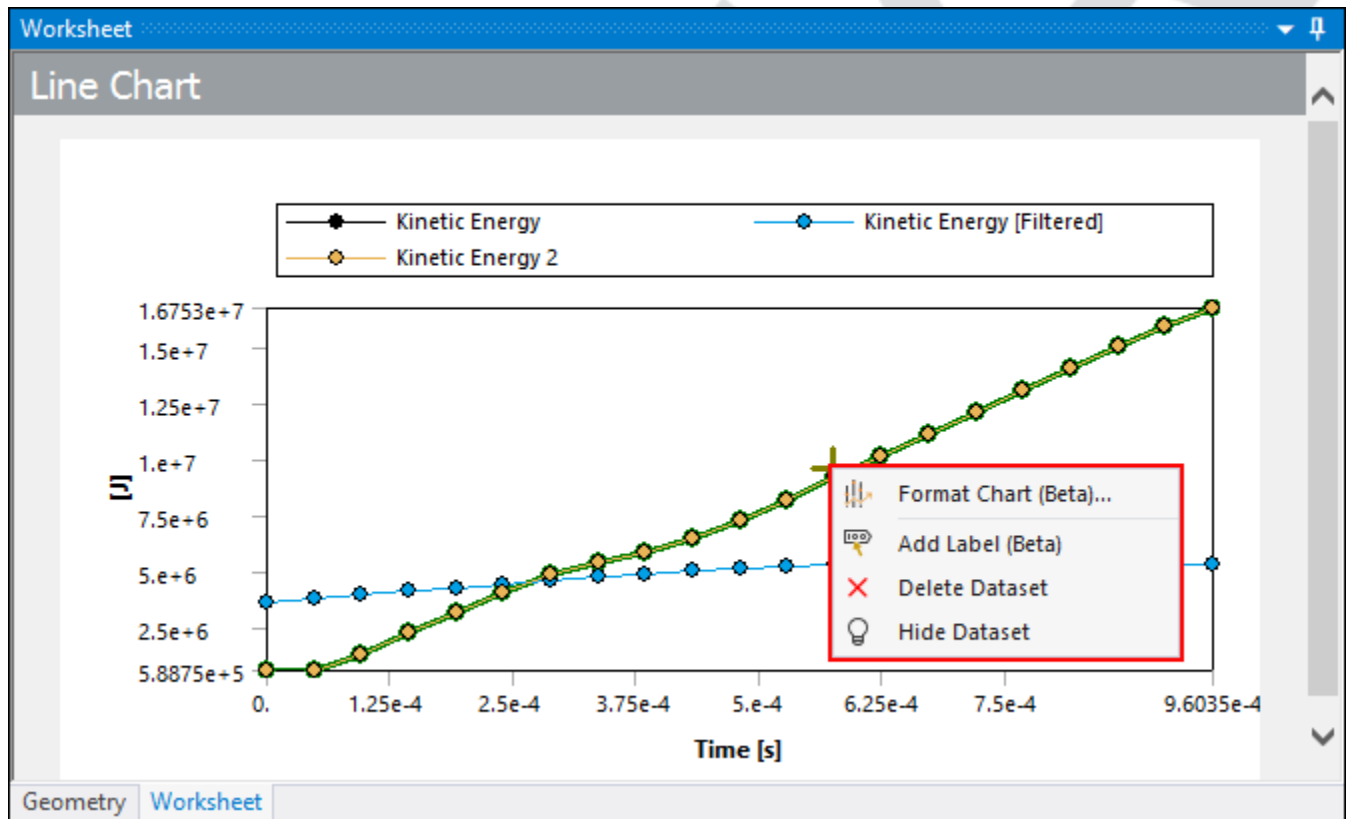 Worksheet
Line Chart
Kinetic Energy
Kinetic Energy [Filtered]
Kinetic Energy 2
1.6753e+7
1.5e+7
1.25e+7
1.e+7
7.5e+6
5.e+6
2.5e+6
5.8875e+5
[J]
Format Chart (Beta)...
Add Label (Beta)
Delete Dataset
Hide Dataset
0. 1.25e-4 2.5e-4 3.75e-4 5.e-4 6.25e-4 7.5e-4 9.6035e-4
Time [s]
Geometry Worksheet